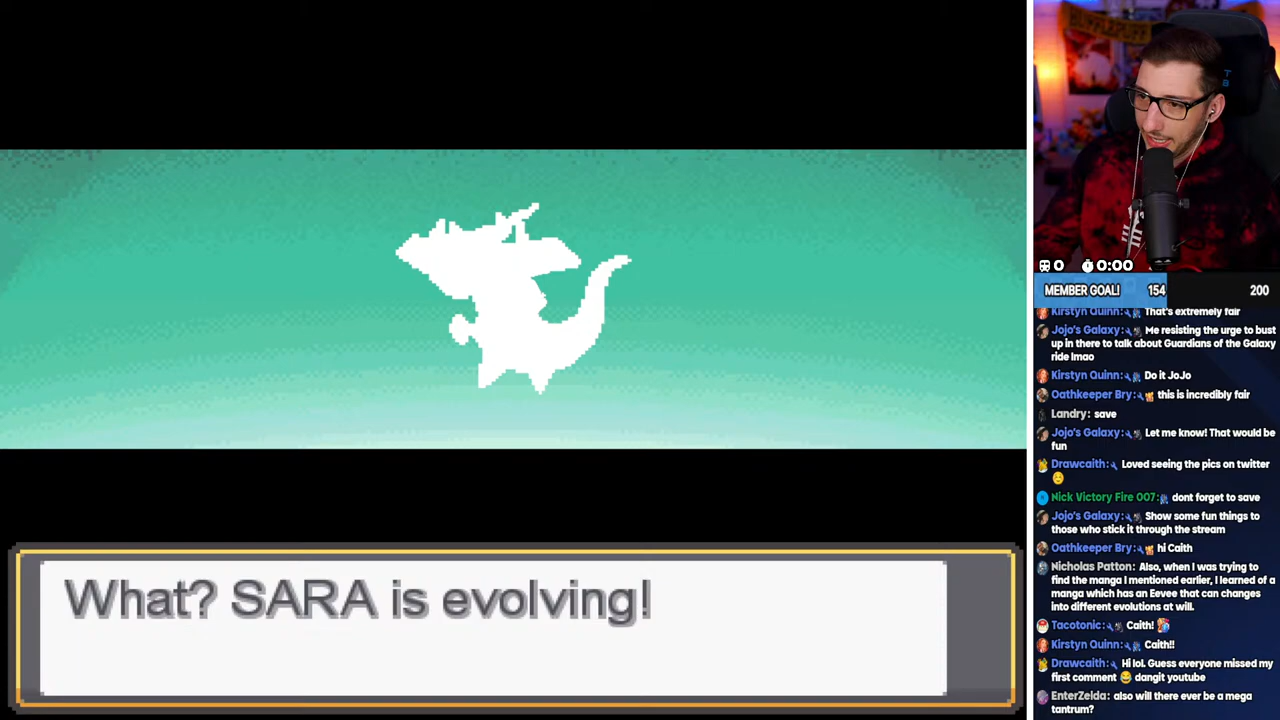 What? SARA is evolving!
0
0:00
MEMBER GOAL! 154 200
Kirstyn Quinn: That's extremely fair
Jojo's Galaxy: Me resisting the urge to bust
up in there to talk about Guardians of the Galaxy
ride lmao
Kirstyn Quinn: Do it JoJo
Oathkeeper Bry: this is incredibly fair
Landry: save
Jojo's Galaxy: Let me know! That would be
fun
Drawcaith: Loved seeing the pics on twitter
Nick Victory Fire 007: dont forget to save
Jojo's Galaxy: Show some fun things to
those who stick it through the stream
Oathkeeper Bry: hi Caith
Nicholas Patton: Also, when I was trying to
find the manga I mentioned earlier, I learned of a
manga which has an Eevee that can changes
into different evolutions at will.
Tacotonic: Caith!
Kirstyn Quinn: Caith!!
Drawcaith: Hi lol. Guess everyone missed my
first comment dangit youtube
EnterZelda: also will there ever be a mega
tantrum?